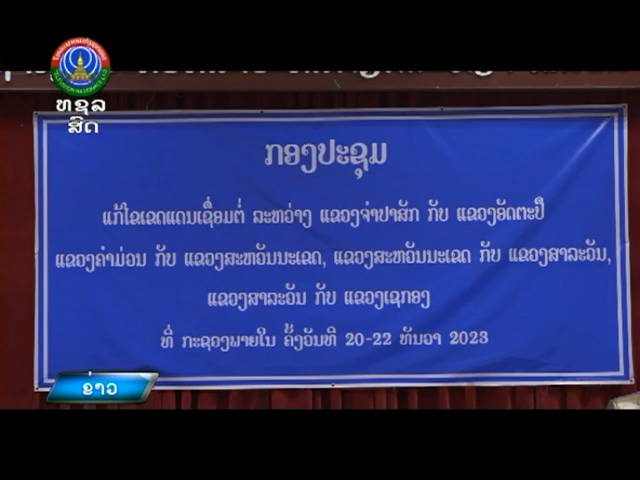 ທຊລ
ສົດ
ກອງປະຊຸມ
ແກ້ໄຂເຂດແດນເຊື່ອມຕໍ່ ລະຫວ່າງ ແຂວງຈຳປາສັກ ກັບ ແຂວງອັດຕະປື
ແຂວງຄຳມ່ວນ ກັບ ແຂວງສະຫວັນນະເຂດ, ແຂວງສະຫວັນນະເຂດ ກັບ ແຂວງສາລະວັນ,
ແຂວງສາລະວັນ ກັບ ແຂວງເຊກອງ
ທີ່ ກະຊວງພາຍໃນ ຄັ້ງວັນທີ 20-22 ທັນວາ 2023
ຂ່າວ